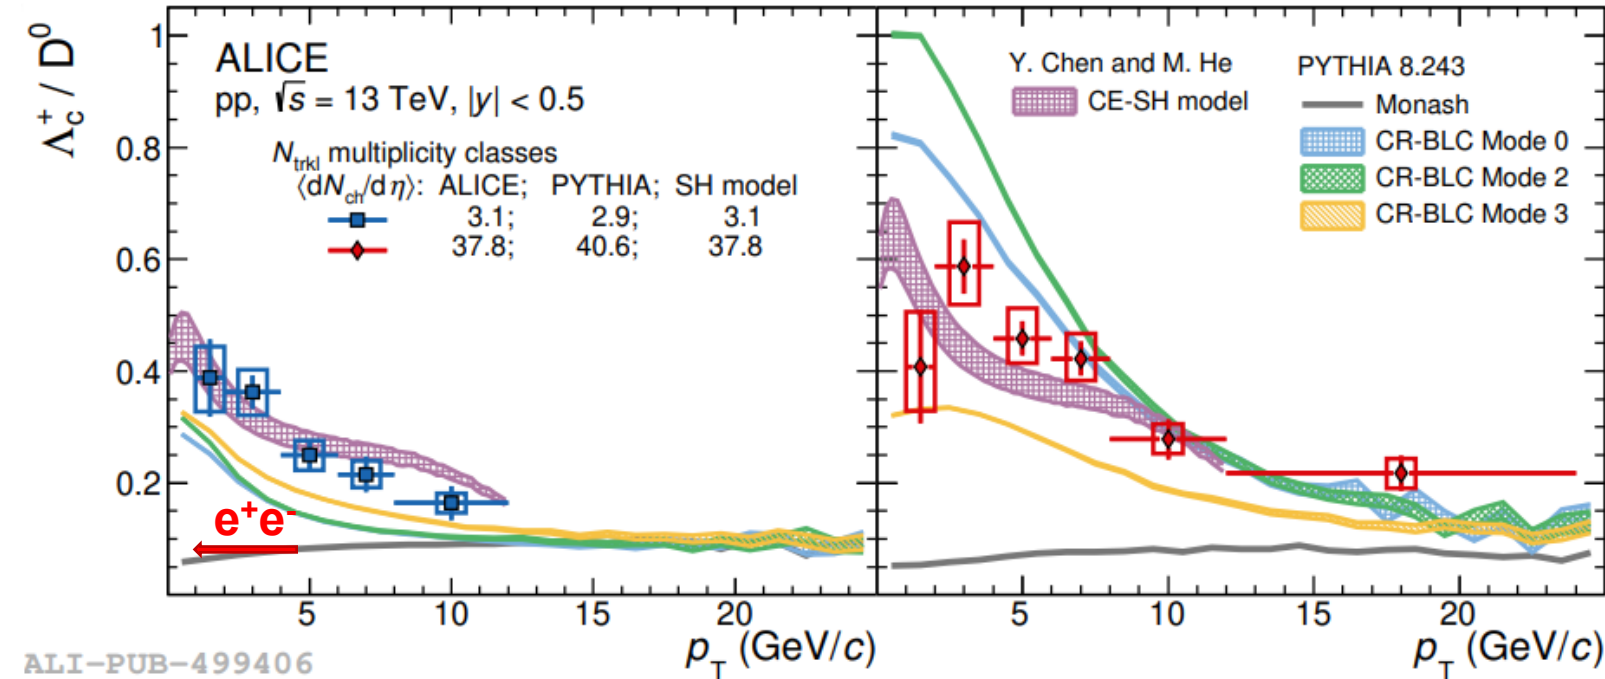 Λc+ / D0
1
0.8
0.6
0.4
0.2
ALICE
pp, √s = 13 TeV, |y| < 0.5
Ntrkl multiplicity classes
⟨dNch/dη⟩: ALICE; PYTHIA; SH model
3.1; 2.9; 3.1
37.8; 40.6; 37.8
e+e-
5 10 15 20
pT (GeV/c)
Y. Chen and M. He
CE-SH model
PYTHIA 8.243
Monash
CR-BLC Mode 0
CR-BLC Mode 2
CR-BLC Mode 3
5 10 15 20
pT (GeV/c)
ALI-PUB-499406